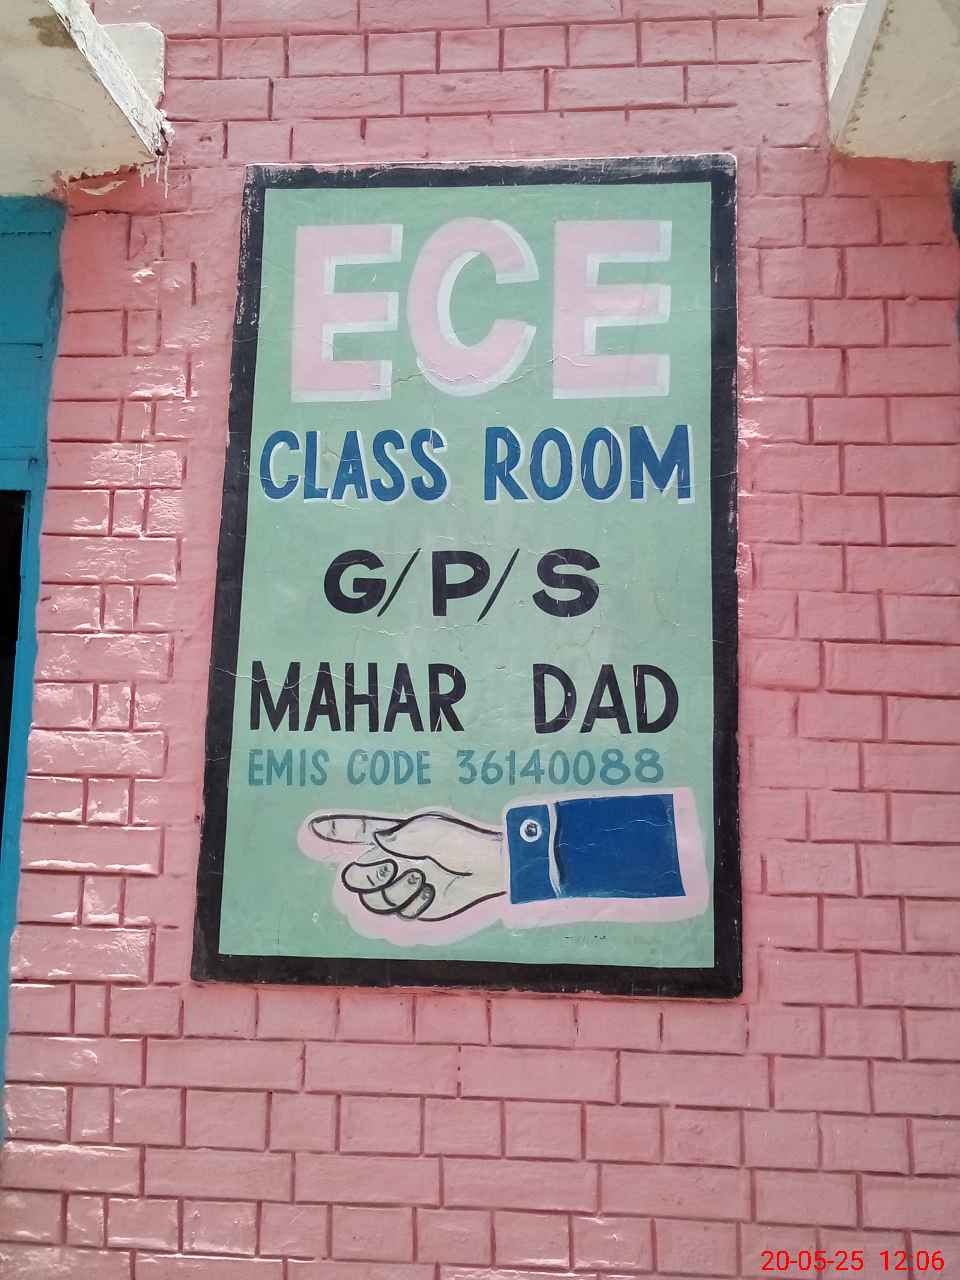 ECE
CLASS ROOM
G/P/S
MAHAR DAD
EMIS CODE 36140088
20-05-25 12:06